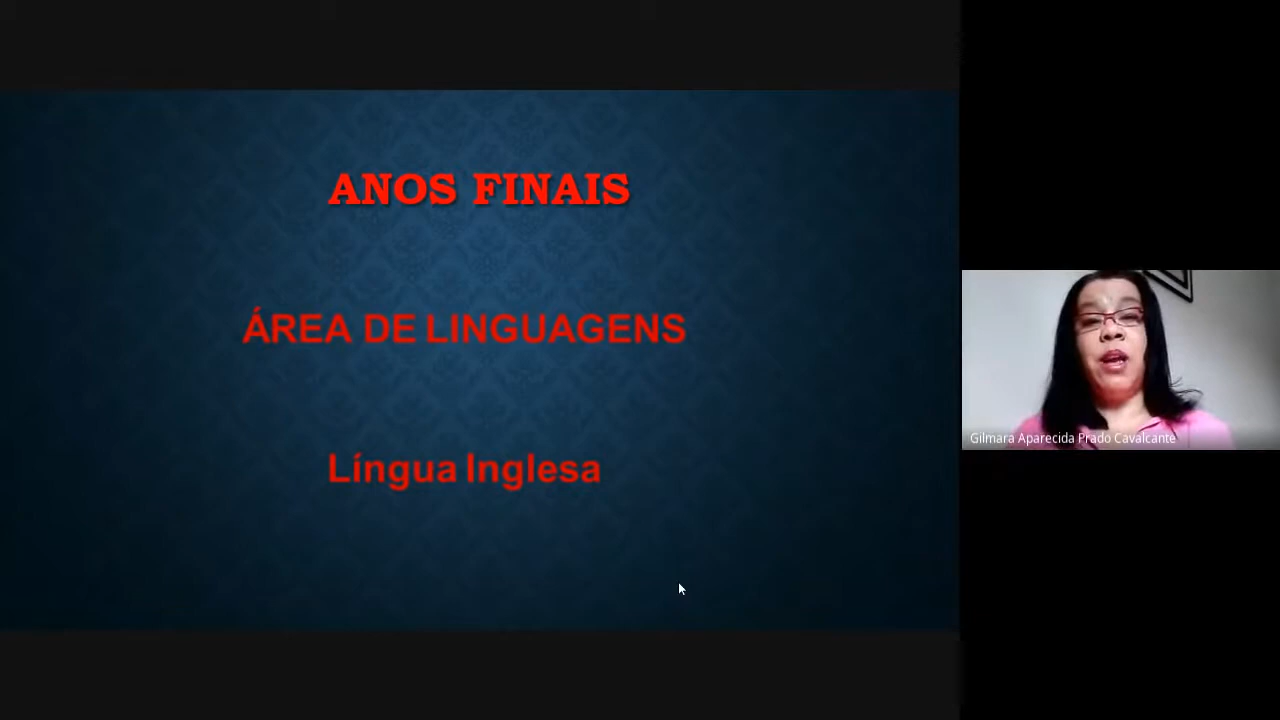 ANOS FINAIS
ÁREA DE LINGUAGENS
Língua Inglesa
Gilmara Aparecida Prado Cavalcante